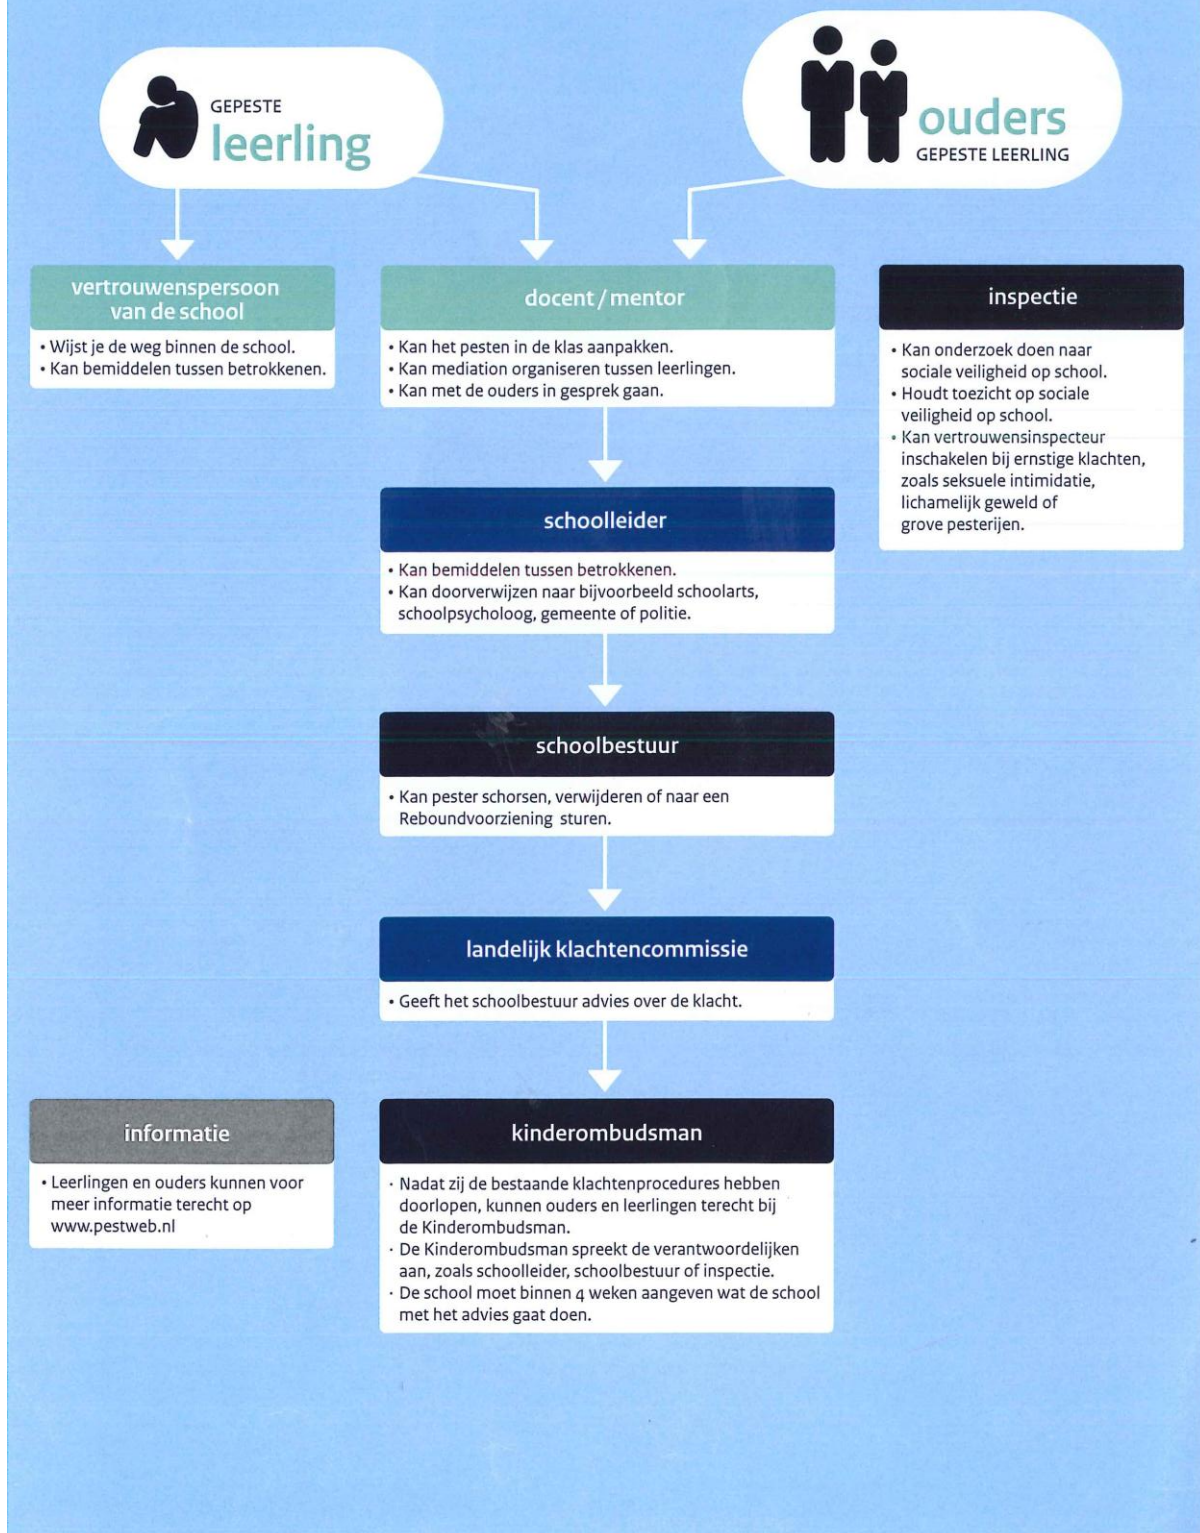 GEPESTE
leerling
ouders
GEPESTE LEERLING
vertrouwenspersoon
van de school
• Wijst je de weg binnen de school.
• Kan bemiddelen tussen betrokkenen.
docent / mentor
• Kan het pesten in de klas aanpakken.
• Kan mediation organiseren tussen leerlingen.
• Kan met de ouders in gesprek gaan.
inspectie
• Kan onderzoek doen naar
sociale veiligheid op school.
• Houdt toezicht op sociale
veiligheid op school.
• Kan vertrouwensinspecteur
inschakelen bij ernstige klachten,
zoals seksuele intimidatie,
lichamelijk geweld of
grove pesterijen.
schoolleider
• Kan bemiddelen tussen betrokkenen.
• Kan doorverwijzen naar bijvoorbeeld schoolarts,
schoolpsycholoog, gemeente of politie.
schoolbestuur
• Kan pester schorsen, verwijderen of naar een
Reboundvoorziening sturen.
landelijk klachtencommissie
• Geeft het schoolbestuur advies over de klacht.
informatie
• Leerlingen en ouders kunnen voor
meer informatie terecht op
www.pestweb.nl
kinderombudsman
· Nadat zij de bestaande klachtenprocedures hebben
doorlopen, kunnen ouders en leerlingen terecht bij
de Kinderombudsman.
· De Kinderombudsman spreekt de verantwoordelijken
aan, zoals schoolleider, schoolbestuur of inspectie.
· De school moet binnen 4 weken aangeven wat de school
met het advies gaat doen.